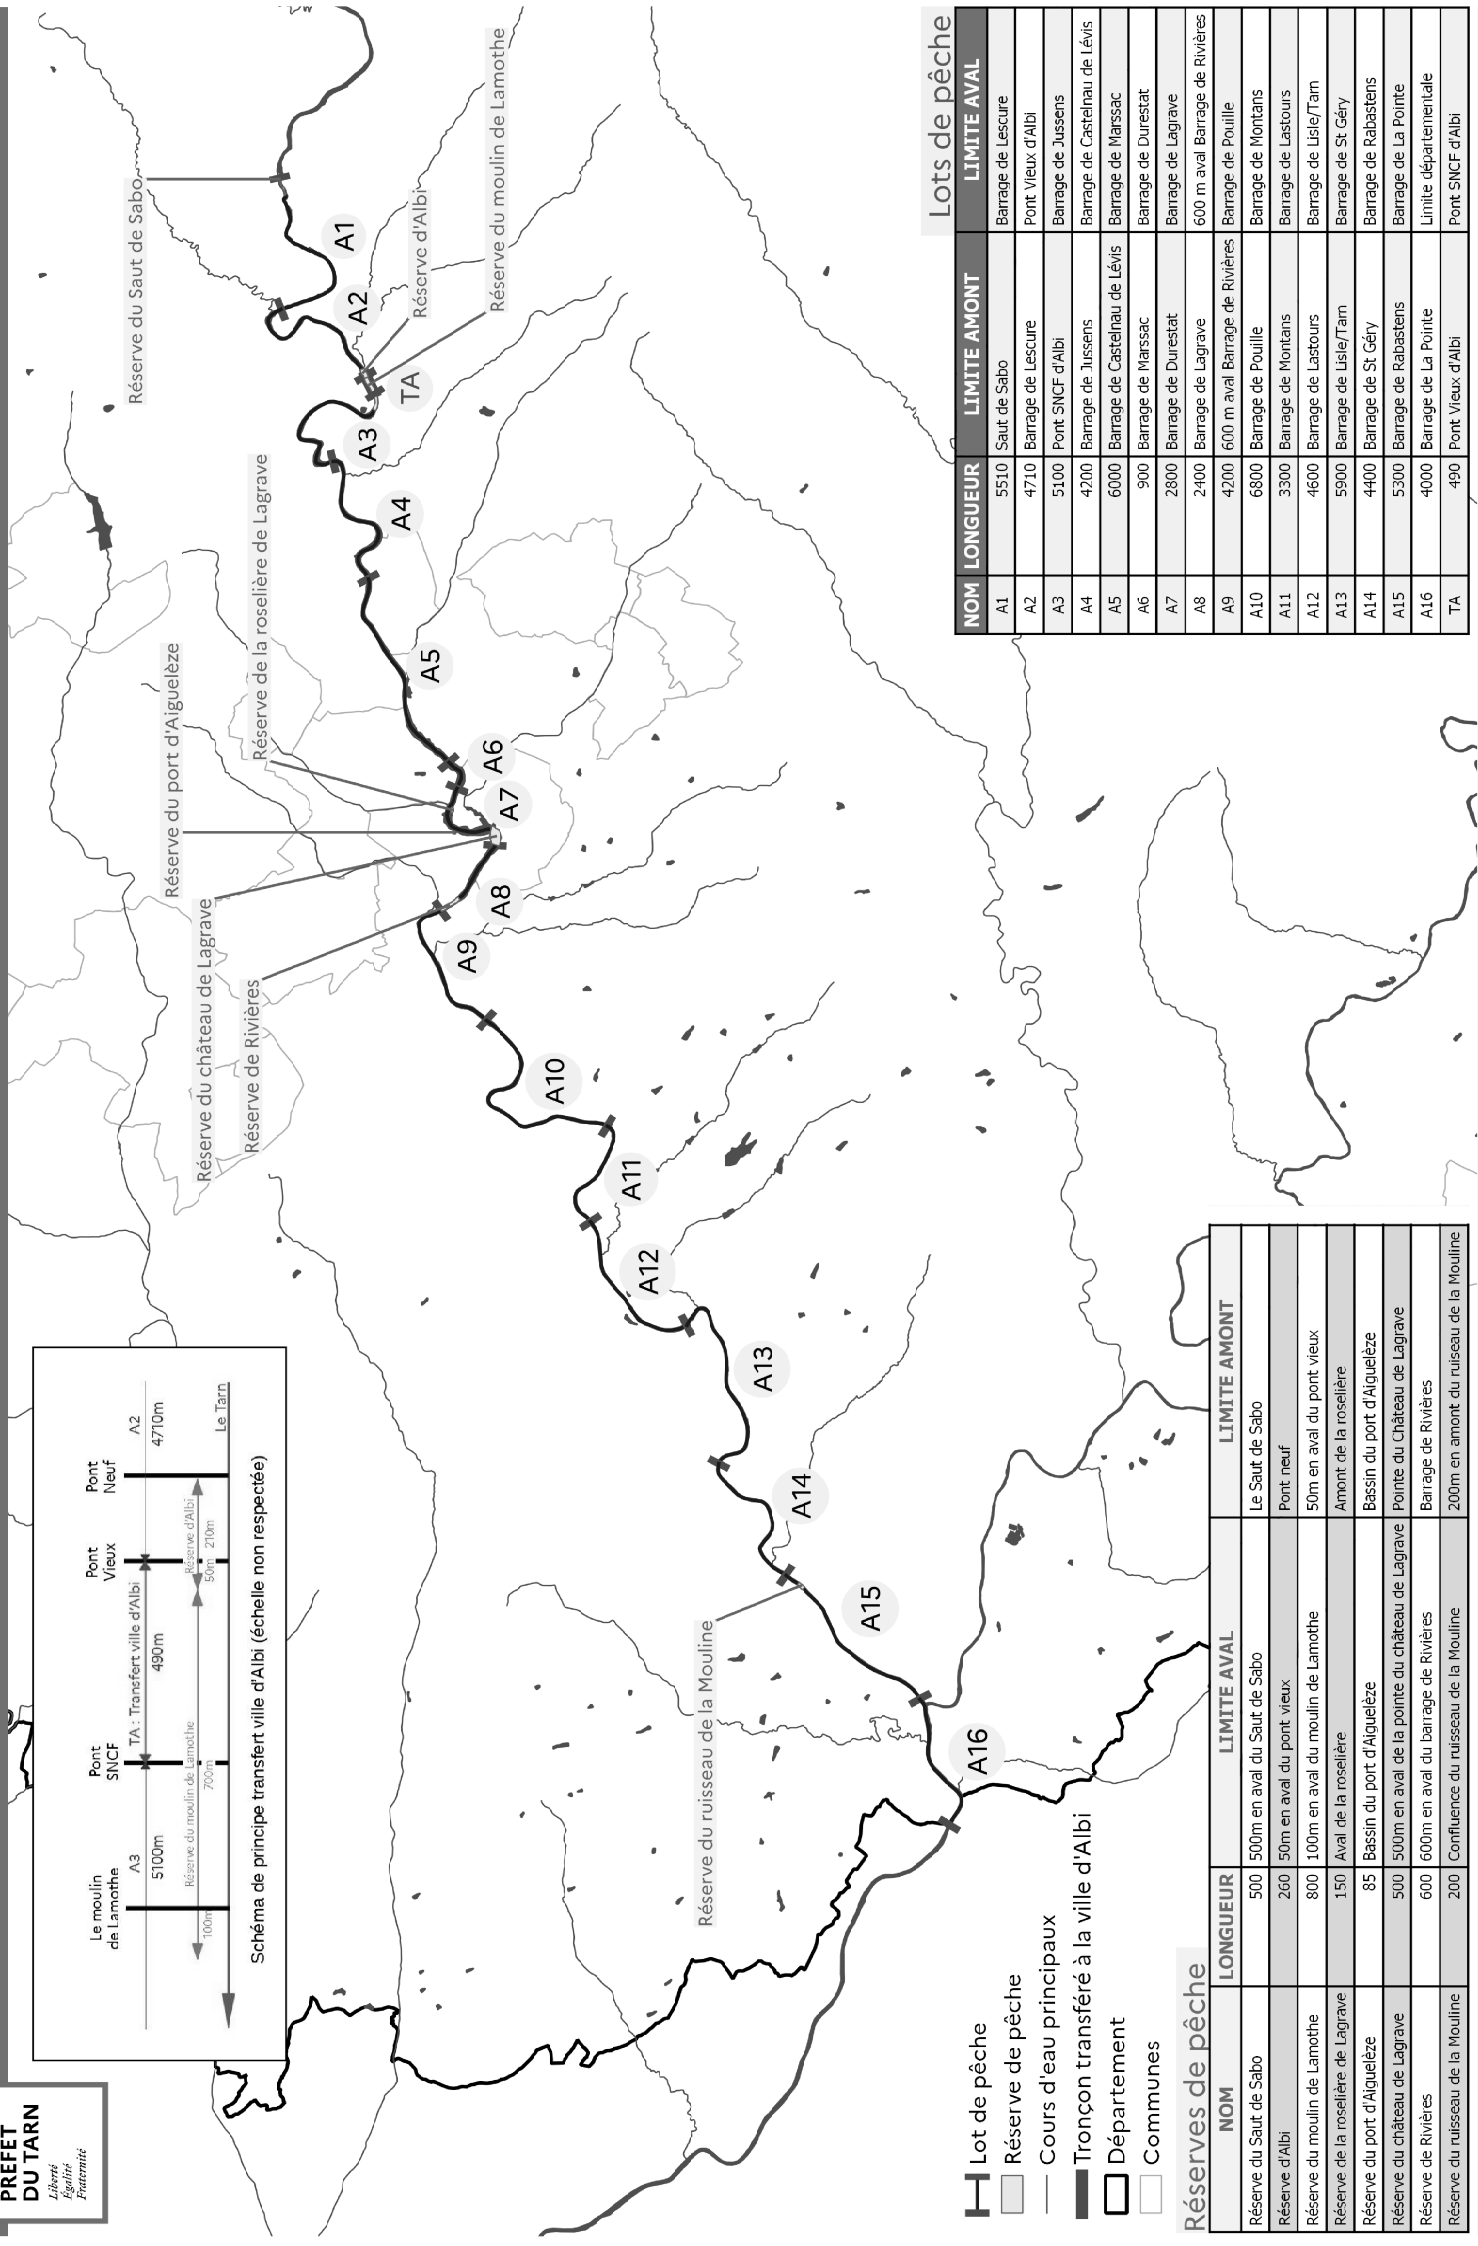 PREFET
DU TARN
Liberté
Égalité
Fraternité
Le moulin
de Lamothe
Pont
SNCF
Pont
Vieux
Pont
Neuf
A3
TA : Transfert ville d'Albi
A2
5100m
490m
4710m
Réserve du moulin de Lamothe
Réserve d'Albi
100m
700m
50m
210m
Le Tarn
Schéma de principe transfert ville d'Albi (échelle non respectée)
Réserve du Saut de Sabo
Réserve du port d'Aiguelèze
Réserve du château de Lagrave
Réserve de Rivières
Réserve de la roselière de Lagrave
Réserve d'Albi
Réserve du moulin de Lamothe
Réserve du ruisseau de la Mouline
A1
A2
TA
A3
A4
A5
A6
A7
A8
A9
A10
A11
A12
A13
A14
A15
A16
Lot de pêche
Réserve de pêche
Cours d'eau principaux
Tronçon transféré à la ville d'Albi
Département
Communes
Réserves de pêche
NOM LONGUEUR LIMITE AVAL LIMITE AMONT
Réserve du Saut de Sabo 500 500m en aval du Saut de Sabo Le Saut de Sabo
Réserve d'Albi 260 50m en aval du pont vieux Pont neuf
Réserve du moulin de Lamothe 800 100m en aval du moulin de Lamothe 50m en aval du pont vieux
Réserve de la roselière de Lagrave 150 Aval de la roselière Amont de la roselière
Réserve du port d'Aiguelèze 85 Bassin du port d'Aiguelèze Bassin du port d'Aiguelèze
Réserve du château de Lagrave 500 500m en aval de la pointe du château de Lagrave Pointe du Château de Lagrave
Réserve de Rivières 600 600m en aval du barrage de Rivières Barrage de Rivières
Réserve du ruisseau de la Mouline 200 Confluence du ruisseau de la Mouline 200m en amont du ruiseau de la Mouline
Lots de pêche
NOM LONGUEUR LIMITE AMONT LIMITE AVAL
A1 5510 Saut de Sabo Barrage de Lescure
A2 4710 Barrage de Lescure Pont Vieux d'Albi
A3 5100 Pont SNCF d'Albi Barrage de Jussens
A4 4200 Barrage de Jussens Barrage de Castelnau de Lévis
A5 6000 Barrage de Castelnau de Lévis Barrage de Marssac
A6 900 Barrage de Marssac Barrage de Durestat
A7 2800 Barrage de Durestat Barrage de Lagrave
A8 2400 Barrage de Lagrave 600 m aval Barrage de Rivières
A9 4200 600 m aval Barrage de Rivières Barrage de Pouille
A10 6800 Barrage de Pouille Barrage de Montans
A11 3300 Barrage de Montans Barrage de Lastours
A12 4600 Barrage de Lastours Barrage de Lisle/Tarn
A13 5900 Barrage de Lisle/Tarn Barrage de St Géry
A14 4400 Barrage de St Géry Barrage de Rabastens
A15 5300 Barrage de Rabastens Barrage de La Pointe
A16 4000 Barrage de La Pointe Limite départementale
TA 490 Pont Vieux d'Albi Pont SNCF d'Albi